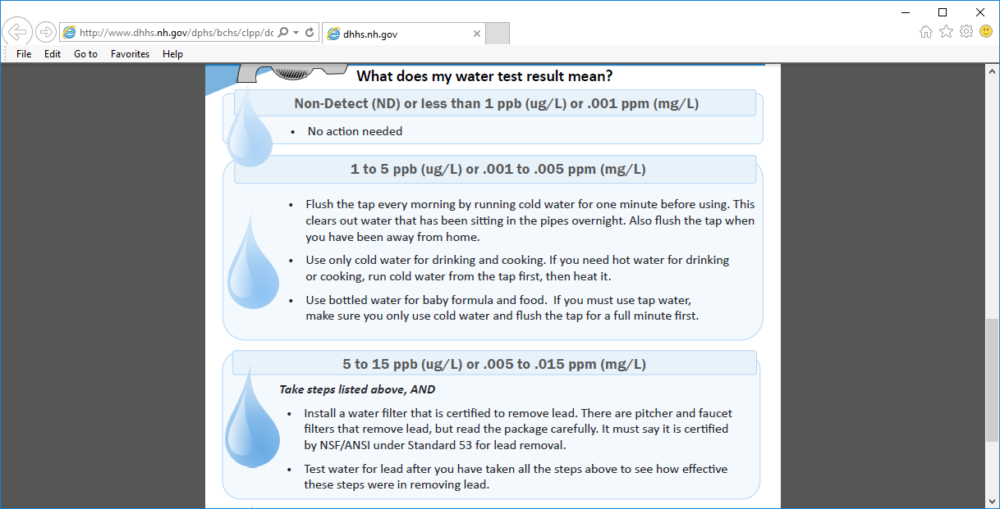 http://www.dhhs.nh.gov/dphs/bchs/clpp/dc
dhhs.nh.gov
File Edit Go to Favorites Help
What does my water test result mean?
Non-Detect (ND) or less than 1 ppb (ug/L) or .001 ppm (mg/L)
• No action needed
1 to 5 ppb (ug/L) or .001 to .005 ppm (mg/L)
• Flush the tap every morning by running cold water for one minute before using. This
clears out water that has been sitting in the pipes overnight. Also flush the tap when
you have been away from home.
• Use only cold water for drinking and cooking. If you need hot water for drinking
or cooking, run cold water from the tap first, then heat it.
• Use bottled water for baby formula and food. If you must use tap water,
make sure you only use cold water and flush the tap for a full minute first.
5 to 15 ppb (ug/L) or .005 to .015 ppm (mg/L)
Take steps listed above, AND
• Install a water filter that is certified to remove lead. There are pitcher and faucet
filters that remove lead, but read the package carefully. It must say it is certified
by NSF/ANSI under Standard 53 for lead removal.
• Test water for lead after you have taken all the steps above to see how effective
these steps were in removing lead.